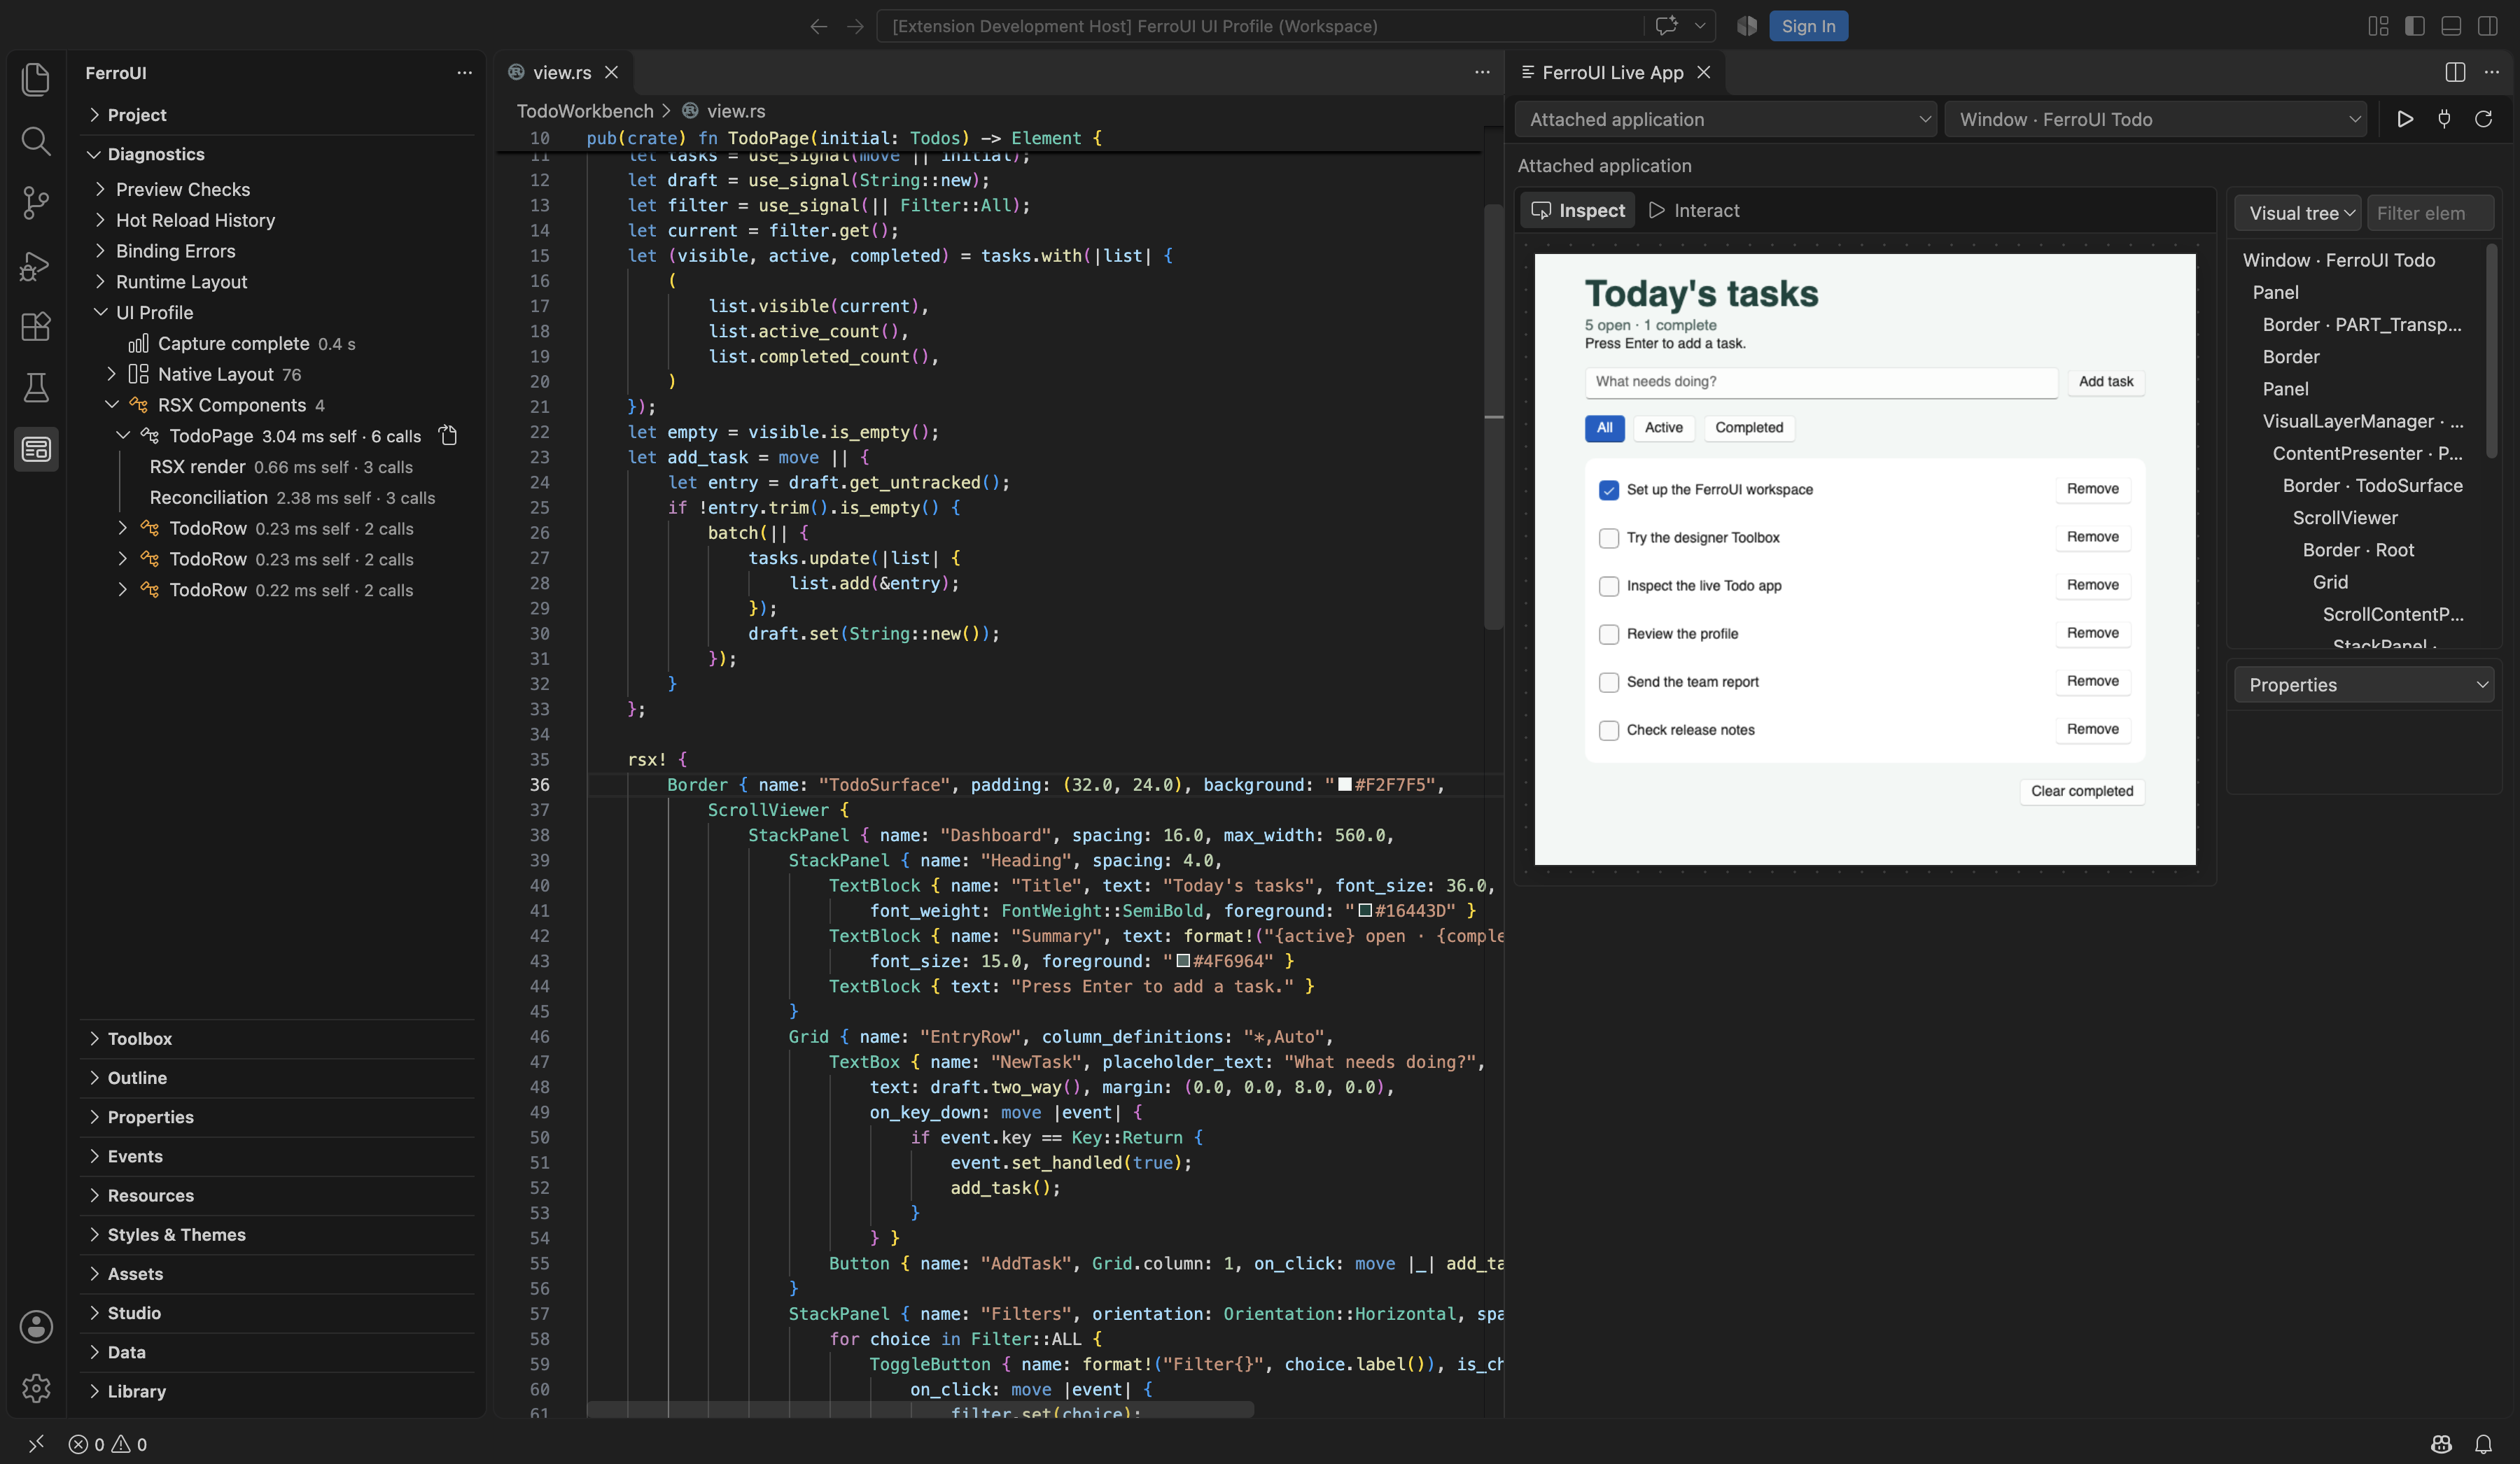 [Extension Development Host] FerroUI UI Profile (Workspace)
Sign In
FerroUI
Project
Diagnostics
Preview Checks
Hot Reload History
Binding Errors
Runtime Layout
UI Profile
Capture complete 0.4 s
Native Layout 76
RSX Components 4
TodoPage 3.04 ms self · 6 calls
RSX render 0.66 ms self · 3 calls
Reconciliation 2.38 ms self · 3 calls
TodoRow 0.23 ms self · 2 calls
TodoRow 0.23 ms self · 2 calls
TodoRow 0.22 ms self · 2 calls
Toolbox
Outline
Properties
Events
Resources
Styles & Themes
Assets
Studio
Data
Library
0 0
view.rs
TodoWorkbench > view.rs
10 pub(crate) fn TodoPage(initial: Todos) -> Element {
11 let tasks = use_signal(move || initial);
12 let draft = use_signal(String::new);
13 let filter = use_signal(|| Filter::All);
14 let current = filter.get();
15 let (visible, active, completed) = tasks.with(|list| {
16 (
17 list.visible(current),
18 list.active_count(),
19 list.completed_count(),
20 )
21 });
22 let empty = visible.is_empty();
23 let add_task = move || {
24 let entry = draft.get_untracked();
25 if !entry.trim().is_empty() {
26 batch(|| {
27 tasks.update(|list| {
28 list.add(&entry);
29 });
30 draft.set(String::new());
31 });
32 }
33 };
34
35 rsx! {
36 Border { name: "TodoSurface", padding: (32.0, 24.0), background: "#F2F7F5",
37 ScrollViewer {
38 StackPanel { name: "Dashboard", spacing: 16.0, max_width: 560.0,
39 StackPanel { name: "Heading", spacing: 4.0,
40 TextBlock { name: "Title", text: "Today's tasks", font_size: 36.0,
41 font_weight: FontWeight::SemiBold, foreground: "#16443D" }
42 TextBlock { name: "Summary", text: format!("{active} open · {comple
43 font_size: 15.0, foreground: "#4F6964" }
44 TextBlock { text: "Press Enter to add a task." }
45 }
46 Grid { name: "EntryRow", column_definitions: "*,Auto",
47 TextBox { name: "NewTask", placeholder_text: "What needs doing?",
48 text: draft.two_way(), margin: (0.0, 0.0, 8.0, 0.0),
49 on_key_down: move |event| {
50 if event.key == Key::Return {
51 event.set_handled(true);
52 add_task();
53 }
54 } }
55 Button { name: "AddTask", Grid.column: 1, on_click: move |_| add_ta
56 }
57 StackPanel { name: "Filters", orientation: Orientation::Horizontal, spa
58 for choice in Filter::ALL {
59 ToggleButton { name: format!("Filter{}", choice.label()), is_ch
60 on_click: move |event| {
61 filter.set(choice);
FerroUI Live App
Attached application
Window · FerroUI Todo
Attached application
Inspect Interact
Today's tasks
5 open · 1 complete
Press Enter to add a task.
What needs doing?
Add task
All Active Completed
Set up the FerroUI workspace Remove
Try the designer Toolbox Remove
Inspect the live Todo app Remove
Review the profile Remove
Send the team report Remove
Check release notes Remove
Clear completed
Visual tree
Filter elem
Window · FerroUI Todo
Panel
Border · PART_Transp...
Border
Panel
VisualLayerManager · ...
ContentPresenter · P...
Border · TodoSurface
ScrollViewer
Border · Root
Grid
ScrollContentP...
StackPanel ·
Properties